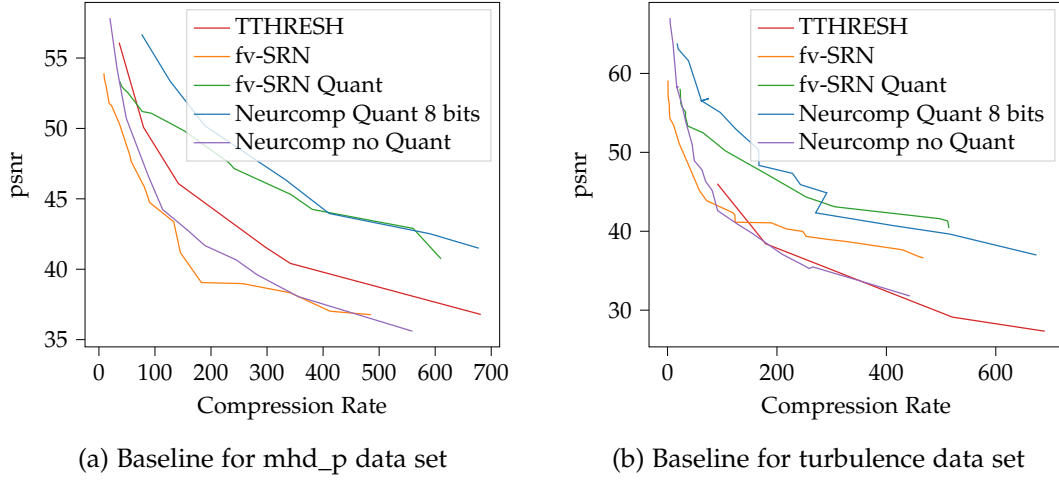 TTHRESH
fv-SRN
fv-SRN Quant
Neurcomp Quant 8 bits
Neurcomp no Quant
55
50
45
40
35
psnr
0 100 200 300 400 500 600 700
Compression Rate
(a) Baseline for mhd_p data set
TTHRESH
fv-SRN
fv-SRN Quant
Neurcomp Quant 8 bits
Neurcomp no Quant
60
50
40
30
psnr
0 200 400 600
Compression Rate
(b) Baseline for turbulence data set